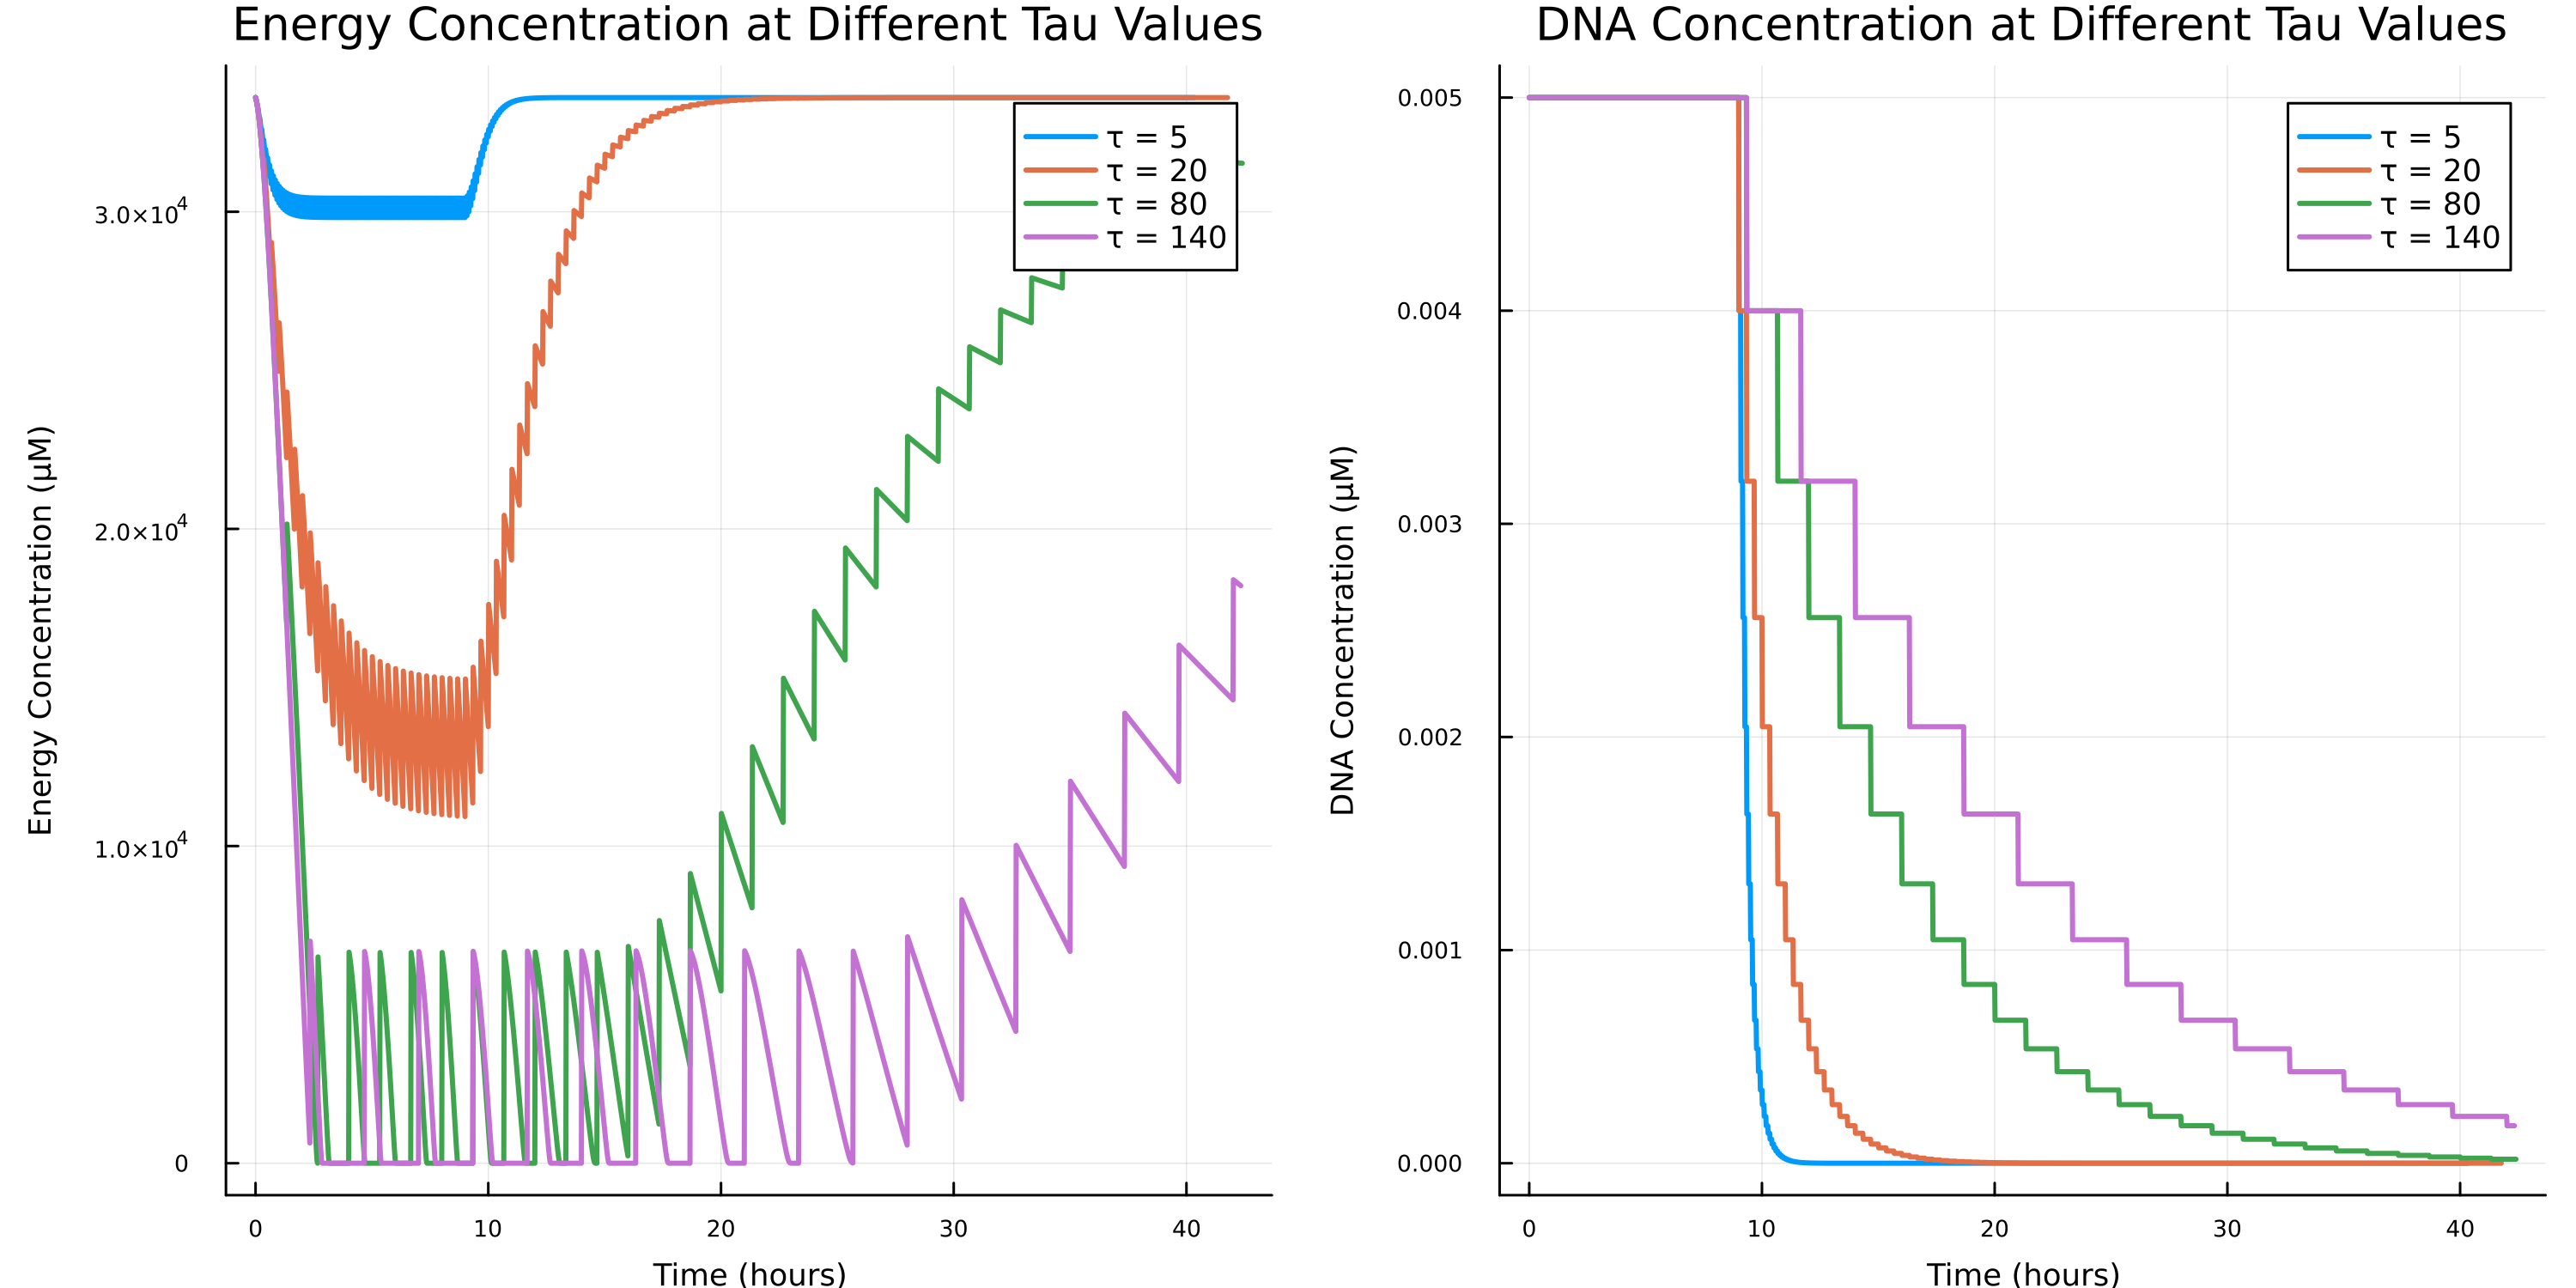 Energy Concentration at Different Tau Values
Energy Concentration (μM)
3.0×10⁴
2.0×10⁴
1.0×10⁴
0
0
10
20
30
40
Time (hours)
τ = 5
τ = 20
τ = 80
τ = 140
DNA Concentration at Different Tau Values
DNA Concentration (μM)
0.005
0.004
0.003
0.002
0.001
0.000
0
10
20
30
40
Time (hours)
τ = 5
τ = 20
τ = 80
τ = 140